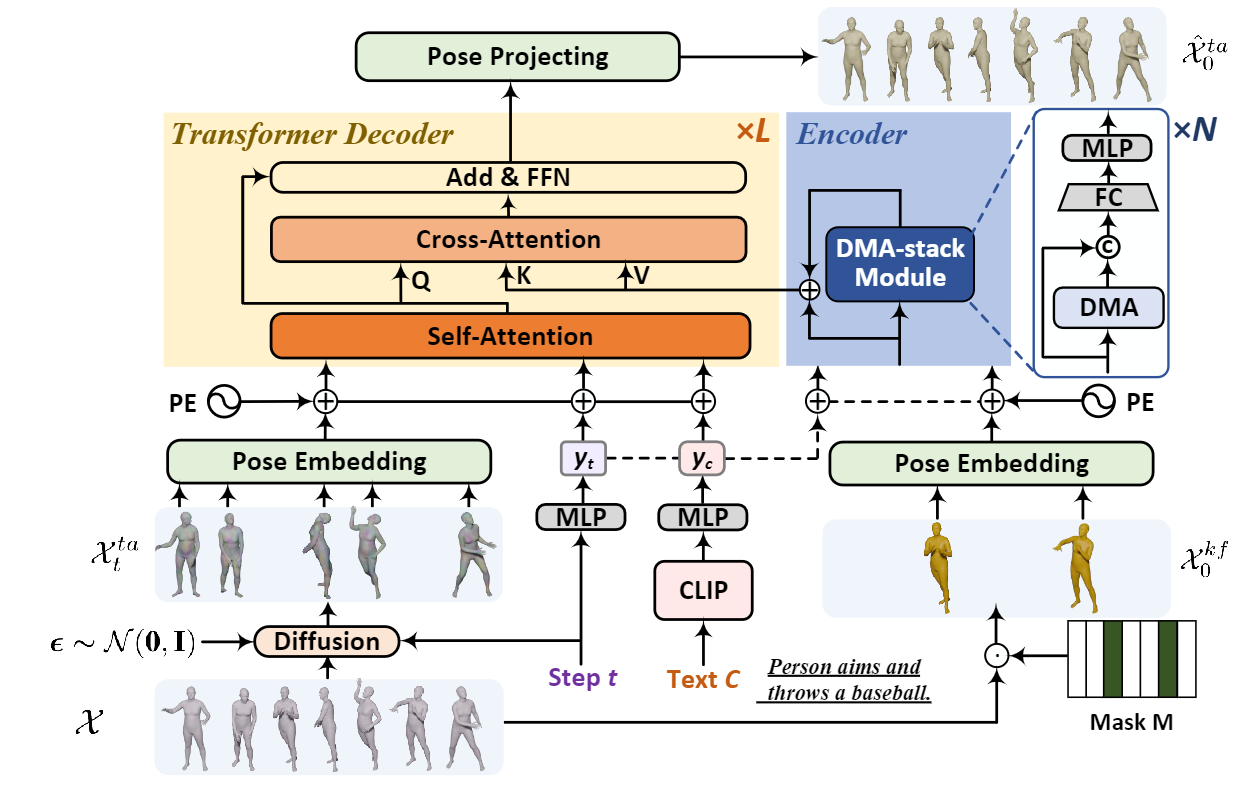 Pose Projecting
$\hat{\mathcal{X}}_0^{ta}$
Transformer Decoder
×L
Encoder
×N
Add & FFN
Cross-Attention
Q
K
V
Self-Attention
DMA-stack
Module
MLP
FC
C
DMA
PE
PE
Pose Embedding
$y_t$
$y_c$
Pose Embedding
MLP
MLP
$\mathcal{X}_t^{ta}$
CLIP
$\mathcal{X}_0^{kf}$
$\boldsymbol{\epsilon} \sim \mathcal{N}(\mathbf{0}, \mathbf{I})$
Diffusion
Step t
Text C
Person aims and
throws a baseball.
$\mathcal{X}$
Mask M